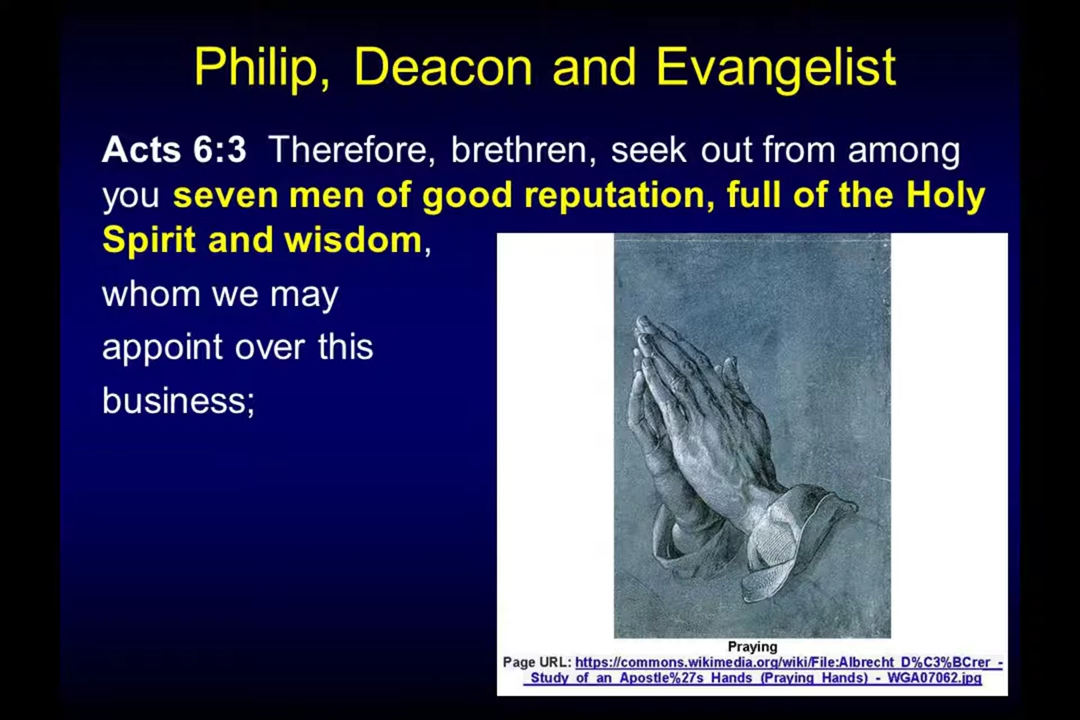 Philip, Deacon and Evangelist
Acts 6:3 Therefore, brethren, seek out from among
you seven men of good reputation, full of the Holy
Spirit and wisdom,
whom we may
appoint over this
business;
Praying
Page URL: https://commons.wikimedia.org/wiki/File:Albrecht_D%C3%BCrer_-
_Study_of_an_Apostle%27s_Hands_(Praying_Hands)_-_WGA07062.jpg